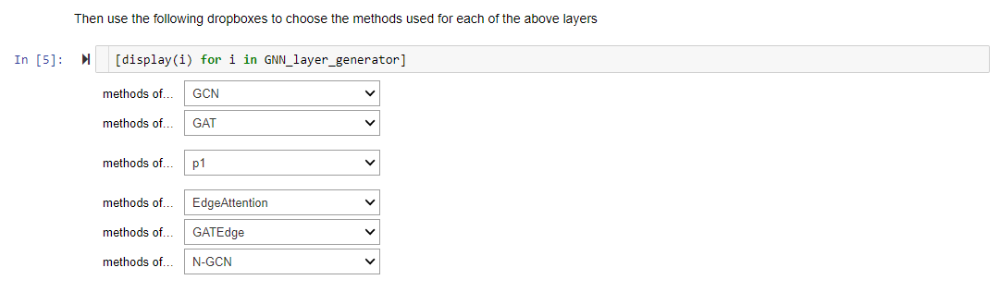 Then use the following dropboxes to choose the methods used for each of the above layers
In [5]: [display(i) for i in GNN_layer_generator]
methods of... GCN
methods of... GAT
methods of... p1
methods of... EdgeAttention
methods of... GATEdge
methods of... N-GCN